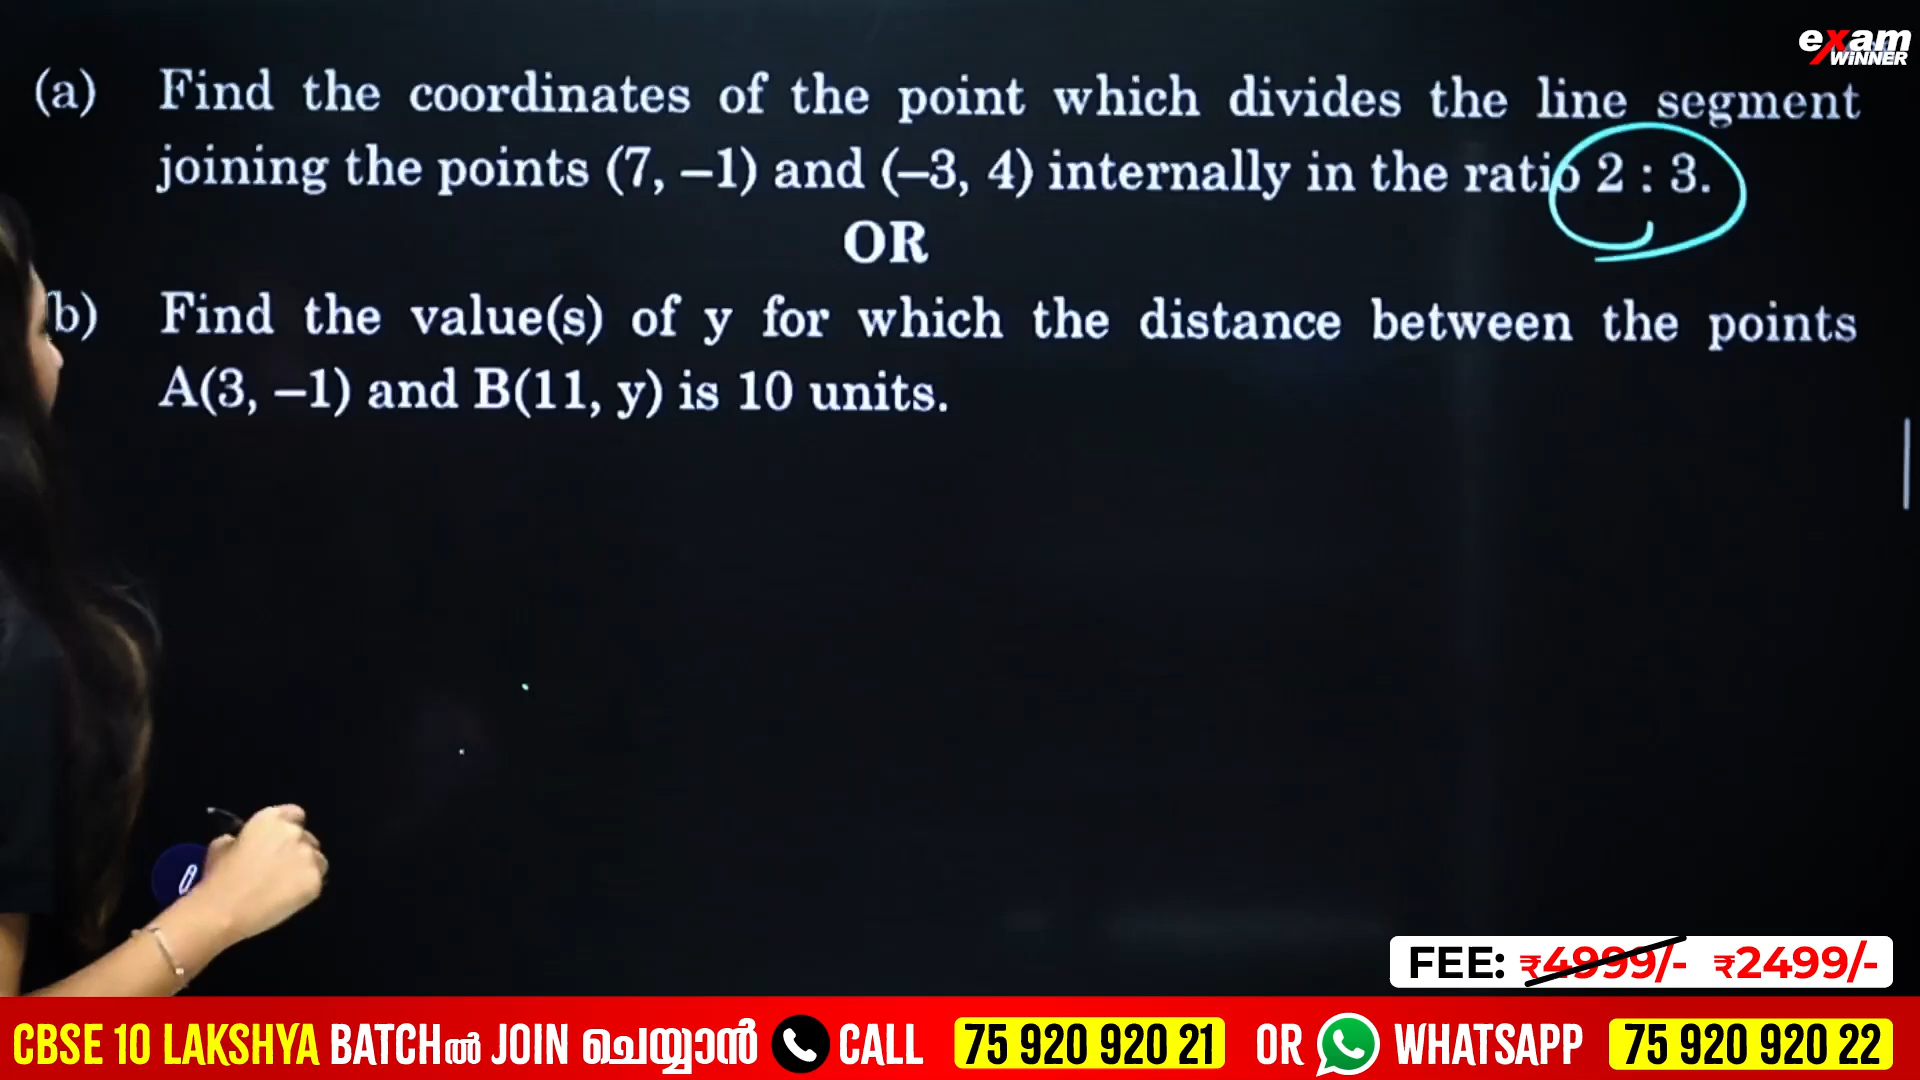 exam
WINNER
(a) Find the coordinates of the point which divides the line segment
joining the points (7, –1) and (–3, 4) internally in the ratio 2 : 3.
OR
b) Find the value(s) of y for which the distance between the points
A(3, –1) and B(11, y) is 10 units.
FEE: ₹4999/- ₹2499/-
CBSE 10 LAKSHYA BATCHൽ JOIN ചെയ്യാൻ CALL 75 920 920 21 OR WHATSAPP 75 920 920 22